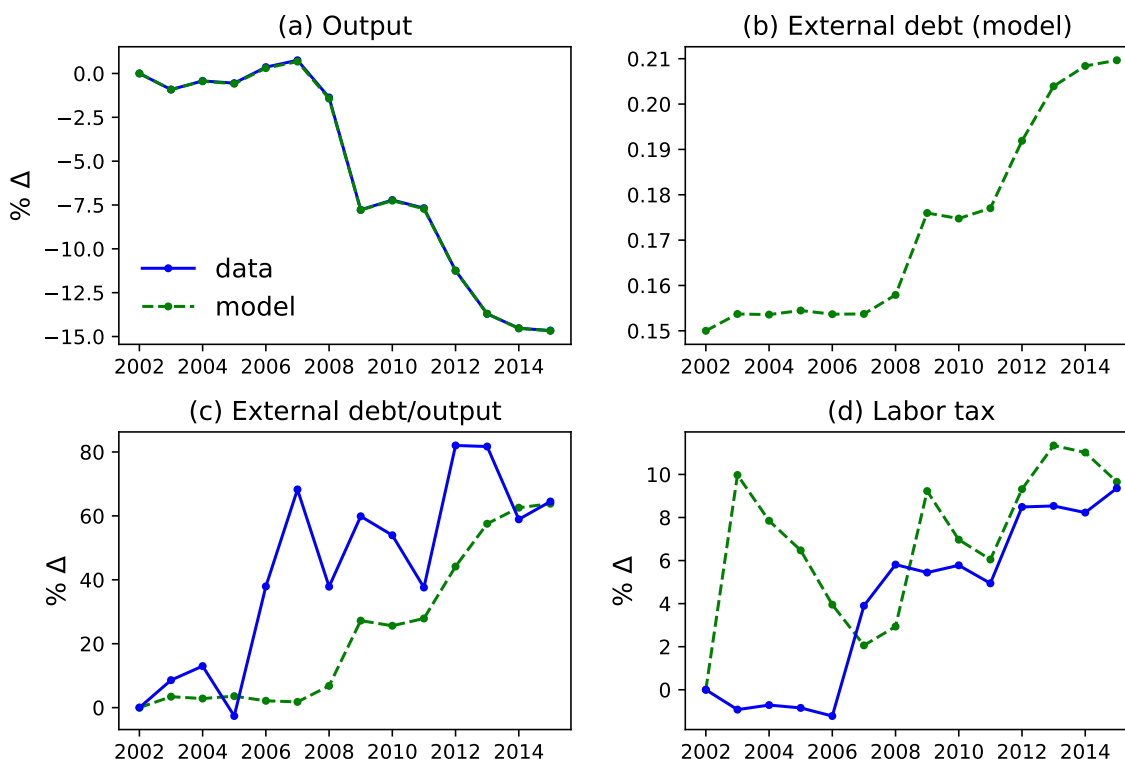 (a) Output
% Δ
0.0
−2.5
−5.0
−7.5
−10.0
−12.5
−15.0
data
model
2002 2004 2006 2008 2010 2012 2014
(b) External debt (model)
0.21
0.20
0.19
0.18
0.17
0.16
0.15
2002 2004 2006 2008 2010 2012 2014
(c) External debt/output
% Δ
80
60
40
20
0
2002 2004 2006 2008 2010 2012 2014
(d) Labor tax
% Δ
10
8
6
4
2
0
2002 2004 2006 2008 2010 2012 2014